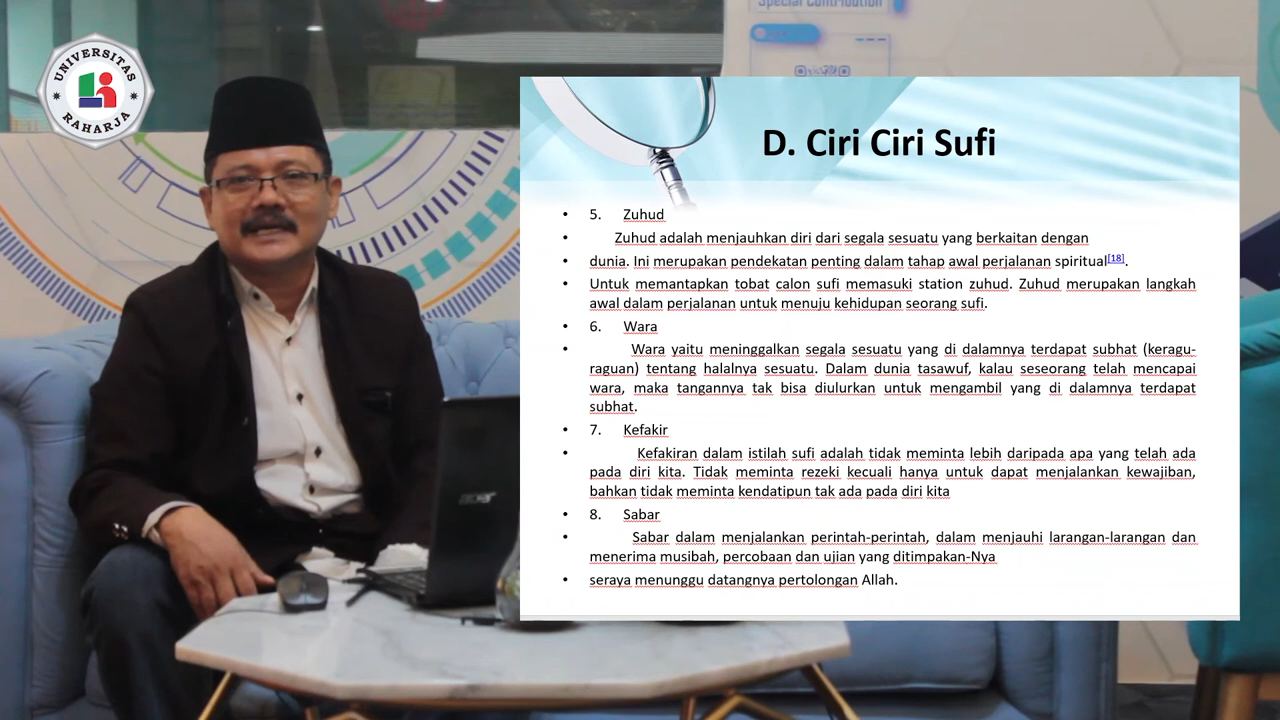 Special Contribution
UNIVERSITAS
RAHARJA
D. Ciri Ciri Sufi
• 5. Zuhud
• Zuhud adalah menjauhkan diri dari segala sesuatu yang berkaitan dengan
• dunia. Ini merupakan pendekatan penting dalam tahap awal perjalanan spiritual[18].
• Untuk memantapkan tobat calon sufi memasuki station zuhud. Zuhud merupakan langkah
awal dalam perjalanan untuk menuju kehidupan seorang sufi.
• 6. Wara
• Wara yaitu meninggalkan segala sesuatu yang di dalamnya terdapat subhat (keragu-
raguan) tentang halalnya sesuatu. Dalam dunia tasawuf, kalau seseorang telah mencapai
wara, maka tangannya tak bisa diulurkan untuk mengambil yang di dalamnya terdapat
subhat.
• 7. Kefakir
• Kefakiran dalam istilah sufi adalah tidak meminta lebih daripada apa yang telah ada
pada diri kita. Tidak meminta rezeki kecuali hanya untuk dapat menjalankan kewajiban,
bahkan tidak meminta kendatipun tak ada pada diri kita
• 8. Sabar
• Sabar dalam menjalankan perintah-perintah, dalam menjauhi larangan-larangan dan
menerima musibah, percobaan dan ujian yang ditimpakan-Nya
• seraya menunggu datangnya pertolongan Allah.
acer